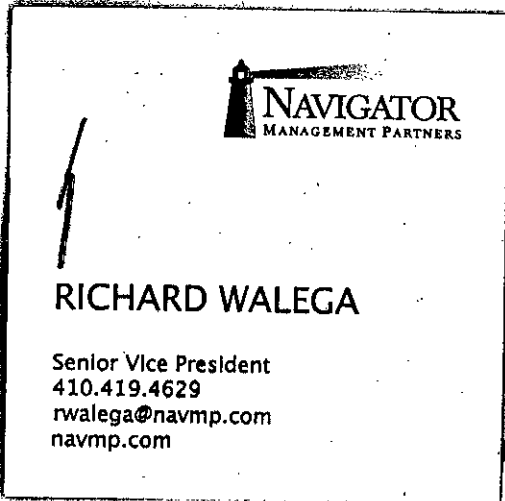 NAVIGATOR
MANAGEMENT PARTNERS
RICHARD WALEGA
Senior Vice President
410.419.4629
rwalega@navmp.com
navmp.com